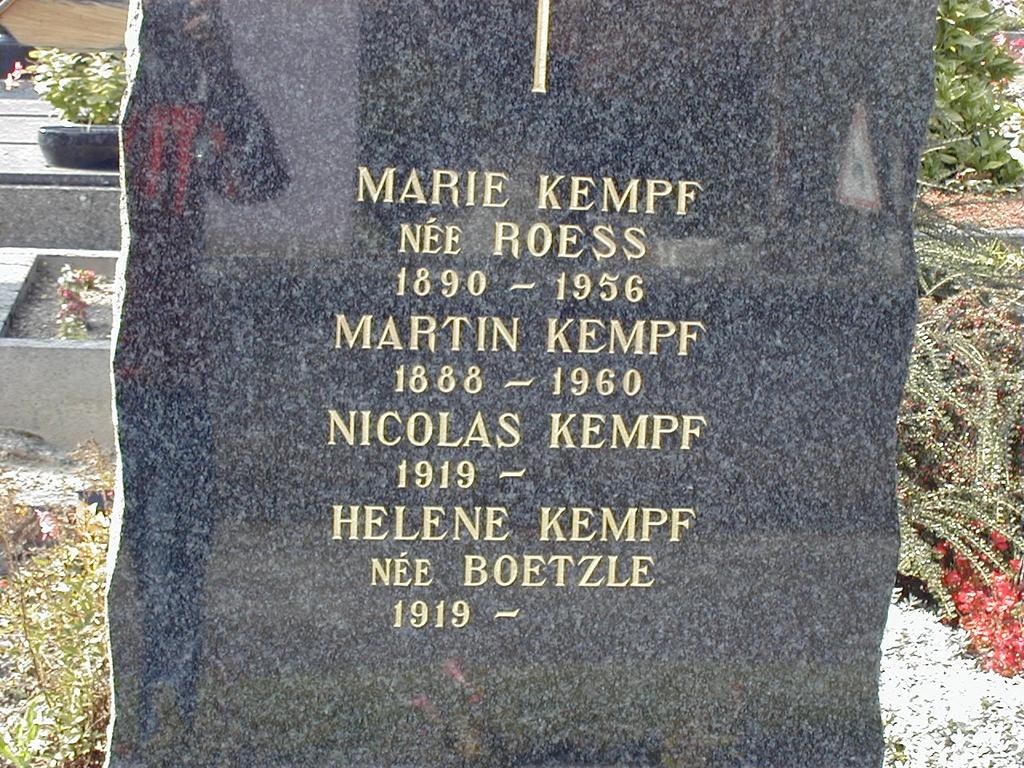 MARIE KEMPF
NÉE ROESS
1890 – 1956
MARTIN KEMPF
1888 – 1960
NICOLAS KEMPF
1919 –
HELENE KEMPF
NÉE BOETZLE
1919 –